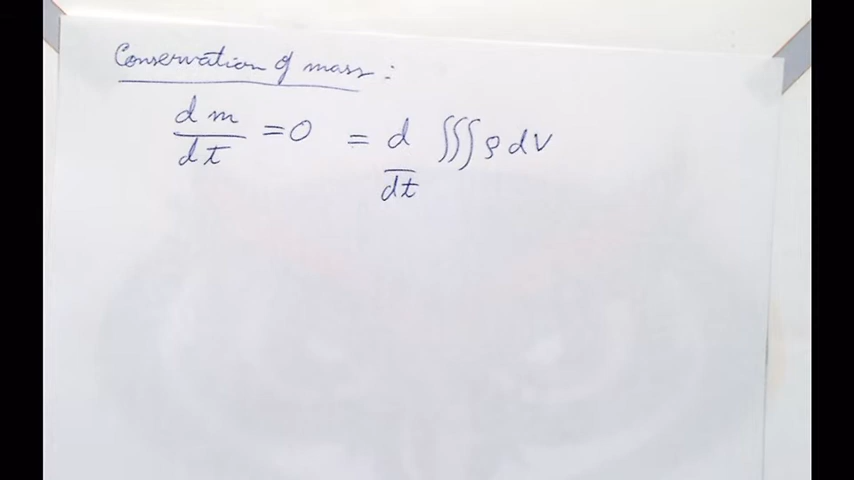 Conservation of mass :
dm/dt = 0 = d/dt ∭ ρ dV